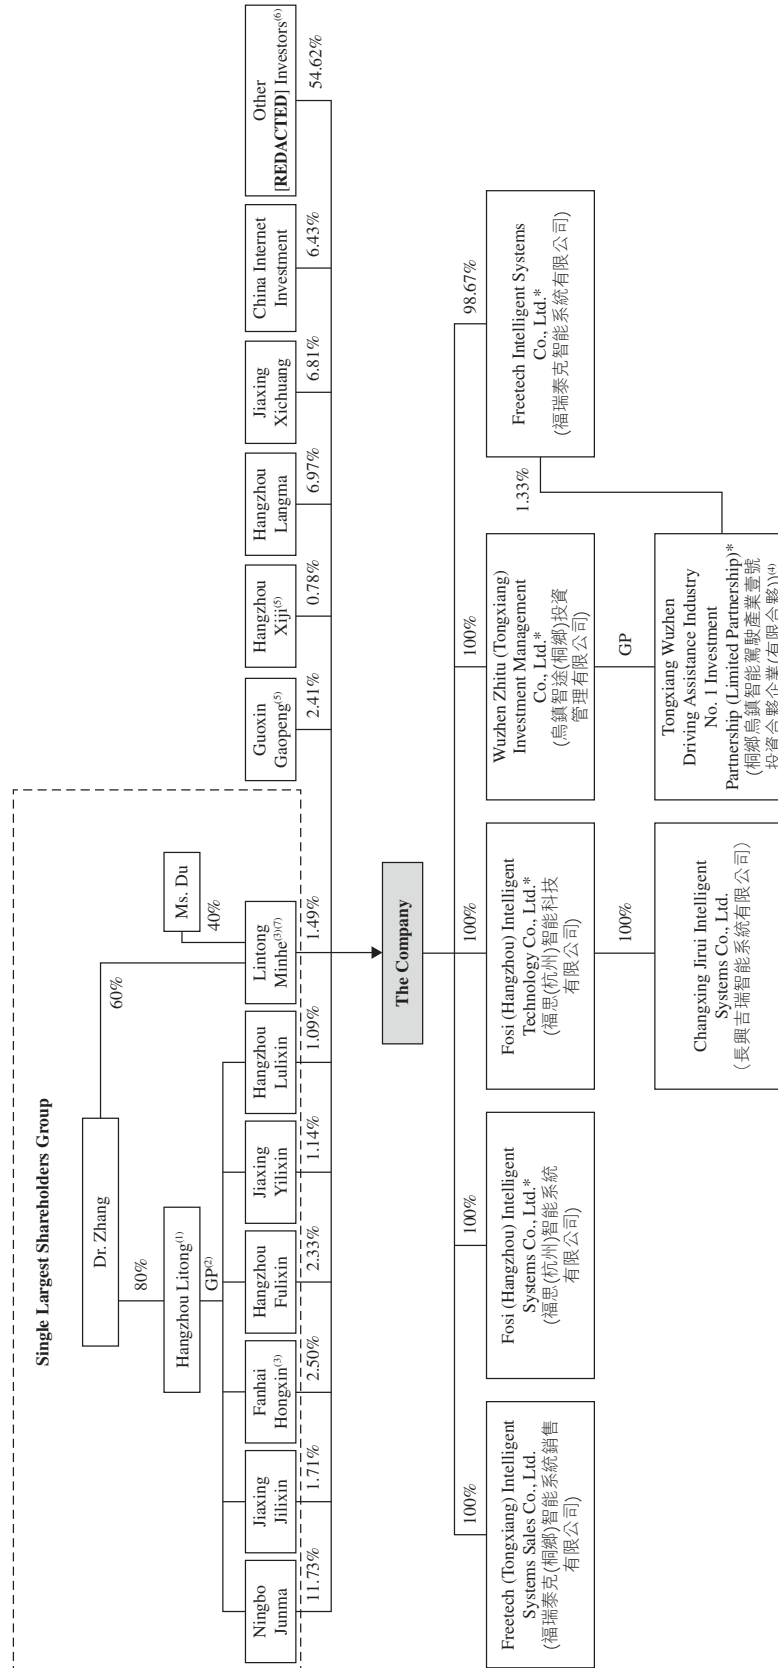 Single Largest Shareholders Group
Dr. Zhang
80%
60%
Hangzhou Litong(1)
GP(2)
Ms. Du
40%
Ningbo
Junma
11.73%
Jiaxing
Jilixin
1.71%
Fanhai
Hongxin(3)
2.50%
Hangzhou
Fulixin
2.33%
Jiaxing
Yilixin
1.14%
Hangzhou
Lulixin
1.09%
Lintong
Minhe(3)(7)
1.49%
Guoxin
Gaopeng(5)
2.41%
Hangzhou
Xiji(5)
0.78%
Hangzhou
Langma
6.97%
Jiaxing
Xichuang
6.81%
China Internet
Investment
6.43%
Other
[REDACTED] Investors(6)
54.62%
The Company
100%
Freetech (Tongxiang) Intelligent
Systems Sales Co., Ltd.
(福瑞泰克(桐鄉)智能系統銷售
有限公司)
100%
Fosi (Hangzhou) Intelligent
Systems Co., Ltd.*
(福思(杭州)智能系統
有限公司)
100%
Fosi (Hangzhou) Intelligent
Technology Co., Ltd.*
(福思(杭州)智能科技
有限公司)
100%
Wuzhen Zhitu (Tongxiang)
Investment Management
Co., Ltd.*
(烏鎮智途(桐鄉)投資
管理有限公司)
98.67%
Freetech Intelligent Systems
Co., Ltd.*
(福瑞泰克智能系統有限公司)
1.33%
100%
Changxing Jirui Intelligent
Systems Co., Ltd.
(長興吉瑞智能系統有限公司)
GP
Tongxiang Wuzhen
Driving Assistance Industry
No. 1 Investment
Partnership (Limited Partnership)*
(桐鄉烏鎮智能駕駛產業壹號
投資合夥企業(有限合夥))(4)